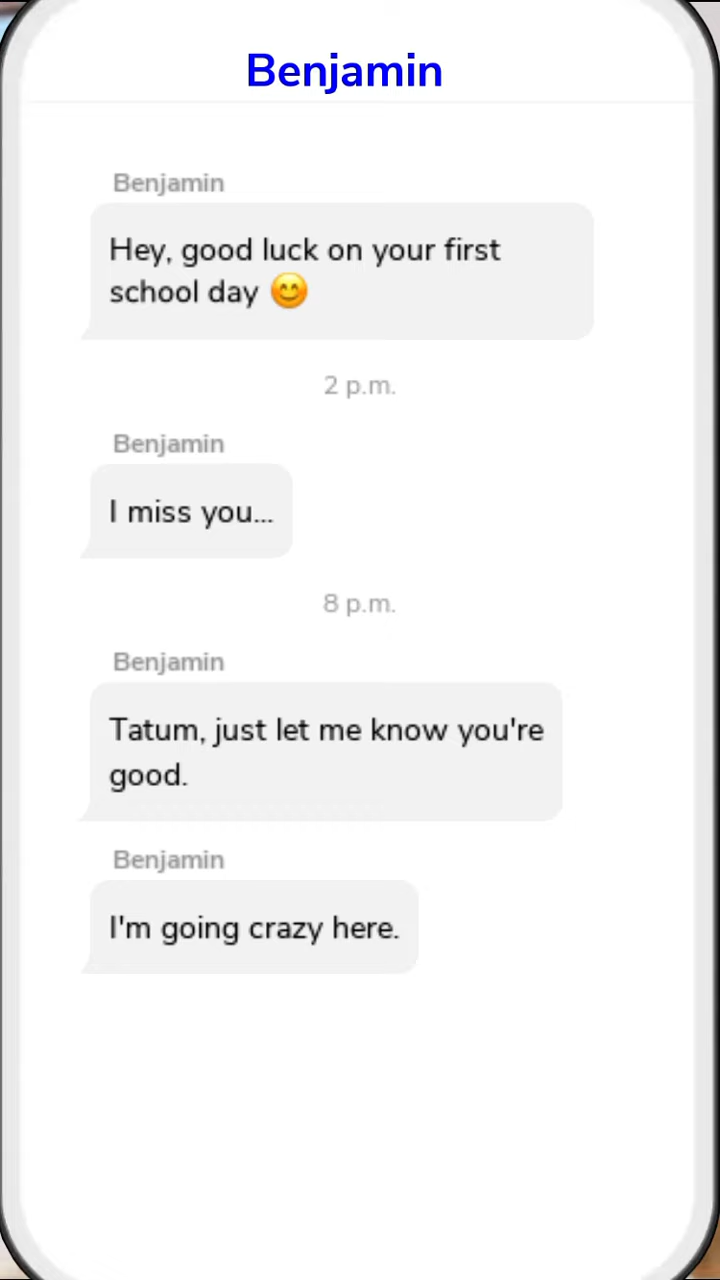 Benjamin
Benjamin
Hey, good luck on your first
school day 😊
2 p.m.
Benjamin
I miss you...
8 p.m.
Benjamin
Tatum, just let me know you're
good.
Benjamin
I'm going crazy here.